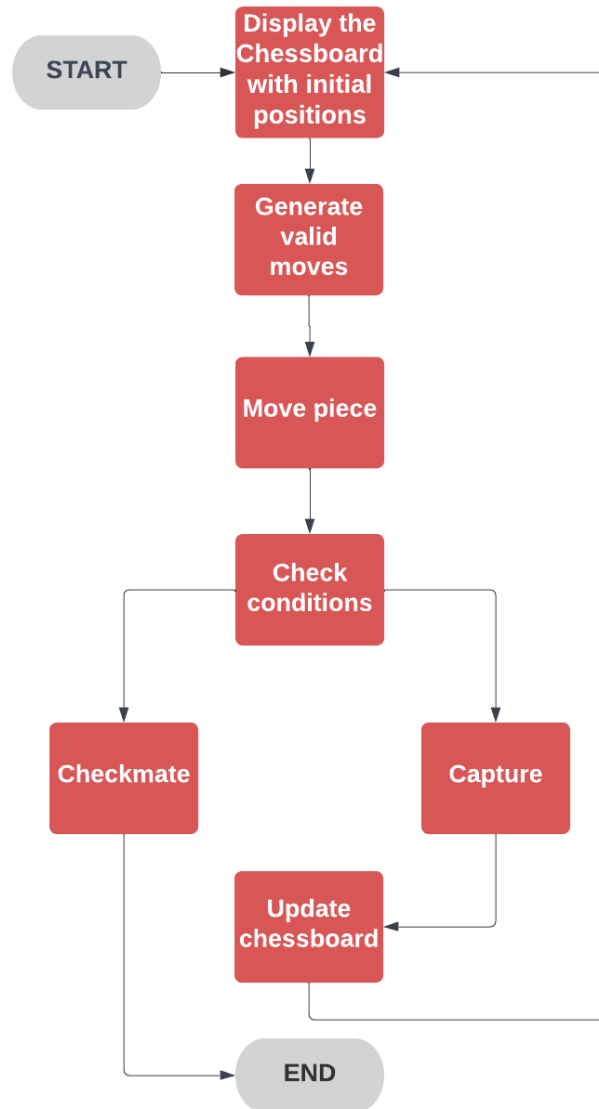 START
Display the
Chessboard
with initial
positions
Generate
valid
moves
Move piece
Check
conditions
Checkmate
Capture
Update
chessboard
END